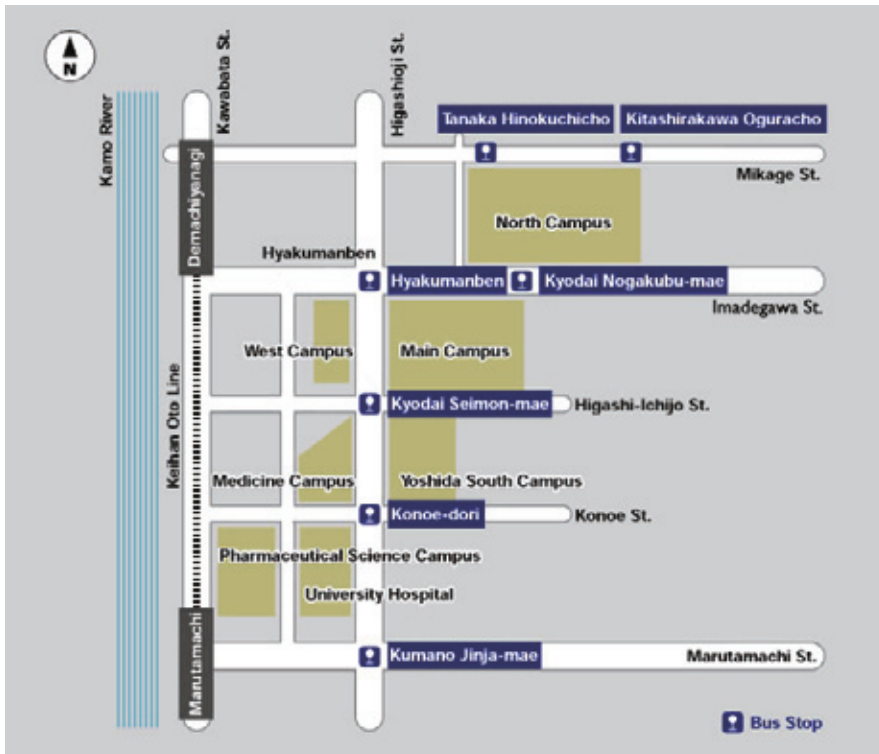 N
Kamo River
Kawabata St.
Higashioji St.
Tanaka Hinokuchicho
Kitashirakawa Oguracho
Mikage St.
Demachiyanagi
North Campus
Hyakumanben
Hyakumanben
Kyodai Nogakubu-mae
Imadegawa St.
West Campus
Main Campus
Keihan Oto Line
Kyodai Seimon-mae
Higashi-Ichijo St.
Medicine Campus
Yoshida South Campus
Konoe-dori
Konoe St.
Pharmaceutical Science Campus
University Hospital
Marutamachi
Kumano Jinja-mae
Marutamachi St.
Bus Stop